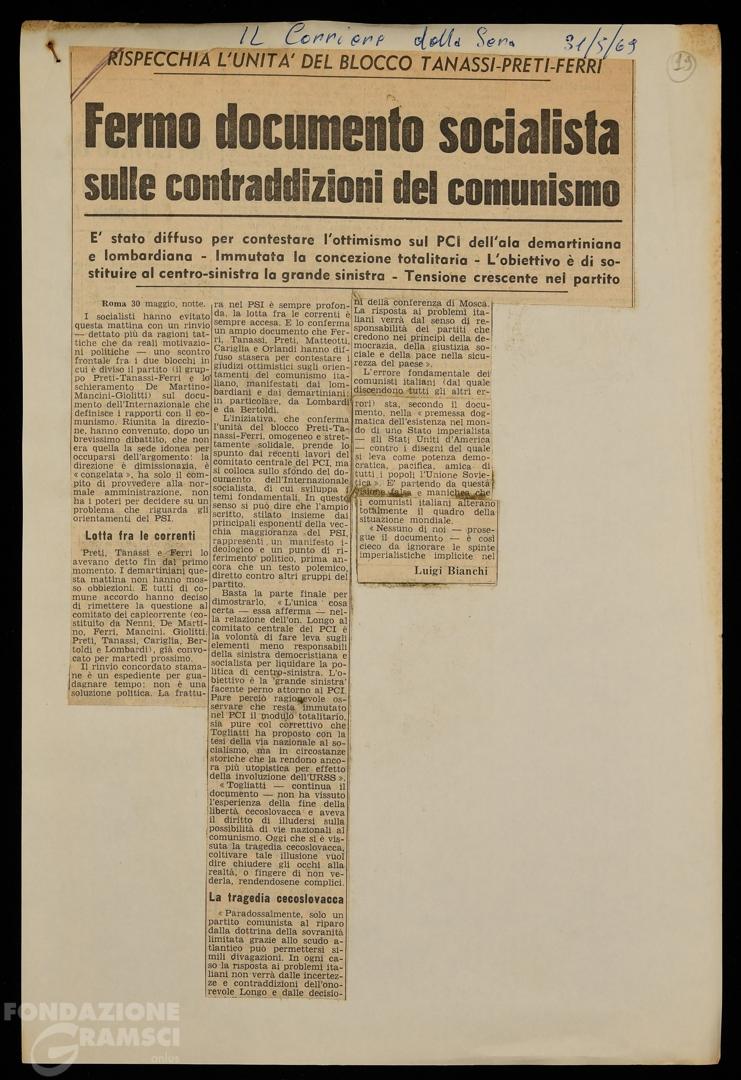 IL Corriere della Sera 31/5/69
19
RISPECCHIA L'UNITA' DEL BLOCCO TANASSI-PRETI-FERRI
Fermo documento socialista
sulle contraddizioni del comunismo
E' stato diffuso per contestare l'ottimismo sul PCI dell'ala demartiniana
e lombardiana - Immutata la concezione totalitaria - L'obiettivo è di so-
stituire al centro-sinistra la grande sinistra - Tensione crescente nel partito
Roma 30 maggio, notte.
I socialisti hanno evitato
questa mattina con un rinvio
— dettato più da ragioni tat-
tiche che da reali motivazio-
ni politiche — uno scontro
frontale fra i due blocchi in
cui è diviso il partito (il grup-
po Preti-Tanassi-Ferri e lo
schieramento De Martino-
Mancini-Giolitti) sul docu-
mento dell'Internazionale che
definisce i rapporti con il co-
munismo. Riunita la direzio-
ne, hanno convenuto, dopo un
brevissimo dibattito, che non
era quella la sede idonea per
occuparsi dell'argomento: la
direzione è dimissionaria, è
« congelata », ha solo il com-
pito di provvedere alla nor-
male amministrazione, non
ha i poteri per decidere su un
problema che riguarda gli
orientamenti del PSI.
Lotta fra le correnti
Preti, Tanassi e Ferri lo
avevano detto fin dal primo
momento. I demartiniani que-
sta mattina non hanno mos-
so obbiezioni. E tutti di co-
mune accordo hanno deciso
di rimettere la questione al
comitato dei capicorrente (co-
stituito da Nenni, De Marti-
no, Ferri, Mancini, Giolitti,
Preti, Tanassi, Cariglia, Ber-
toldi e Lombardi), già convo-
cato per martedì prossimo.
Il rinvio concordato stama-
ne è un espediente per gua-
dagnare tempo; non è una
soluzione politica. La frattu-
ra nel PSI è sempre profon-
da, la lotta fra le correnti è
sempre accesa. E lo conferma
un ampio documento che Fer-
ri, Tanassi, Preti, Matteotti,
Cariglia e Orlandi hanno dif-
fuso stasera per contestare i
giudizi ottimistici sugli orien-
tamenti del comunismo ita-
liano, manifestati dai lom-
bardiani e dai demartiniani:
in particolare, da Lombardi
e da Bertoldi.
L'iniziativa, che conferma
l'unità del blocco Preti-Ta-
nassi-Ferri, omogeneo e stret-
tamente solidale, prende lo
spunto dai recenti lavori del
comitato centrale del PCI, ma
si colloca sullo sfondo del do-
cumento dell'Internazionale
socialista, di cui sviluppa i
temi fondamentali. In questo
senso si può dire che l'ampio
scritto, stilato insieme dai
principali esponenti della vec-
chia maggioranza del PSI,
rappresenti un manifesto i-
deologico e un punto di ri-
ferimento politico, prima an-
cora che un testo polemico,
diretto contro altri gruppi del
partito.
Basta la parte finale per
dimostrarlo, « L'unica cosa
certa — essa afferma — nel-
la relazione dell'on. Longo al
comitato centrale del PCI è
la volontà di fare leva sugli
elementi meno responsabili
della sinistra democristiana e
socialista per liquidare la po-
litica di centro-sinistra. L'o-
biettivo è la 'grande sinistra'
facente perno attorno al PCI.
Pare perciò ragionevole os-
servare che resta immutato
nel PCI il modulo totalitario,
sia pure col correttivo che
Togliatti ha proposto con la
tesi della via nazionale al so-
cialismo, ma in circostanze
storiche che la rendono anco-
ra più utopistica per effetto
della involuzione dell'URSS ».
« Togliatti — continua il
documento — non ha vissuto
l'esperienza della fine della
libertà cecoslovacca e aveva
il diritto di illudersi sulla
possibilità di vie nazionali al
comunismo. Oggi che si è vis-
suta la tragedia cecoslovacca,
coltivare tale illusione vuol
dire chiudere gli occhi alla
realtà, o fingere di non ve-
derla, rendendosene complici.
La tragedia cecoslovacca
« Paradossalmente, solo un
partito comunista al riparo
dalla dottrina della sovranità
limitata grazie allo scudo a-
tlantico può permettersi si-
mili divagazioni. In ogni ca-
so la risposta ai problemi ita-
liani non verrà dalle incertez-
ze e contraddizioni dell'ono-
revole Longo e dalle decisio-
ni della conferenza di Mosca.
La risposta ai problemi ita-
liani verrà dal senso di re-
sponsabilità dei partiti che
credono nei principi della de-
mocrazia, della giustizia so-
ciale e della pace nella sicu-
rezza del paese ».
L'errore fondamentale dei
comunisti italiani (dal quale
discendono tutti gli altri er-
rori) sta, secondo il docu-
mento, nella « premessa dog-
matica dell'esistenza nel mon-
do di uno Stato imperialista
— gli Stati Uniti d'America
— contro i disegni del quale
si leva come potenza demo-
cratica, pacifica, amica di
tutti i popoli l'Unione Sovie-
tica ». E' partendo da questa
visione falsa e manichea che
i comunisti italiani alterano
totalmente il quadro della
situazione mondiale.
« Nessuno di noi — prose-
gue il documento — è così
cieco da ignorare le spinte
imperialistiche implicite nel
Luigi Bianchi
FONDAZIONE
GRAMSCI
onlus